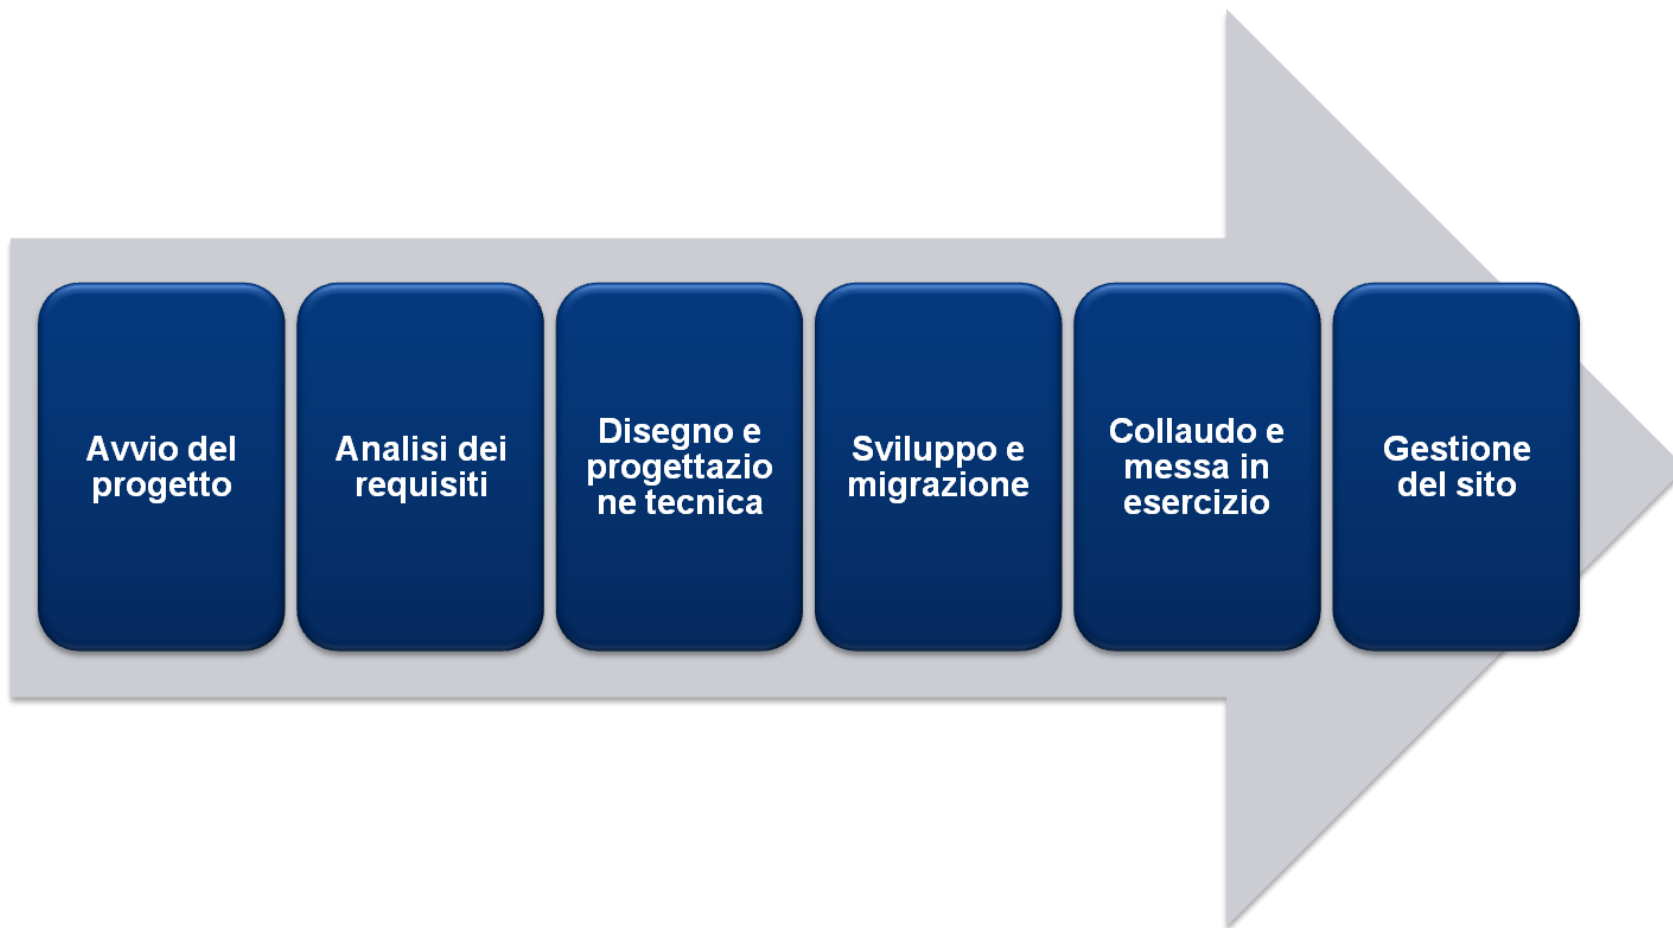 Avvio del
progetto
Analisi dei
requisiti
Disegno e
progettazio
ne tecnica
Sviluppo e
migrazione
Collaudo e
messa in
esercizio
Gestione
del sito